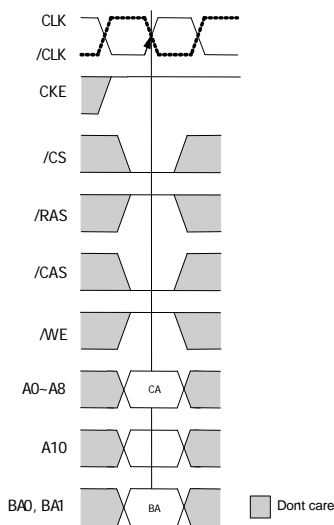 CLK
/CLK
CKE
/CS
/RAS
/CAS
/WE
A0~A8
CA
A10
BA0, BA1
BA
Dont care